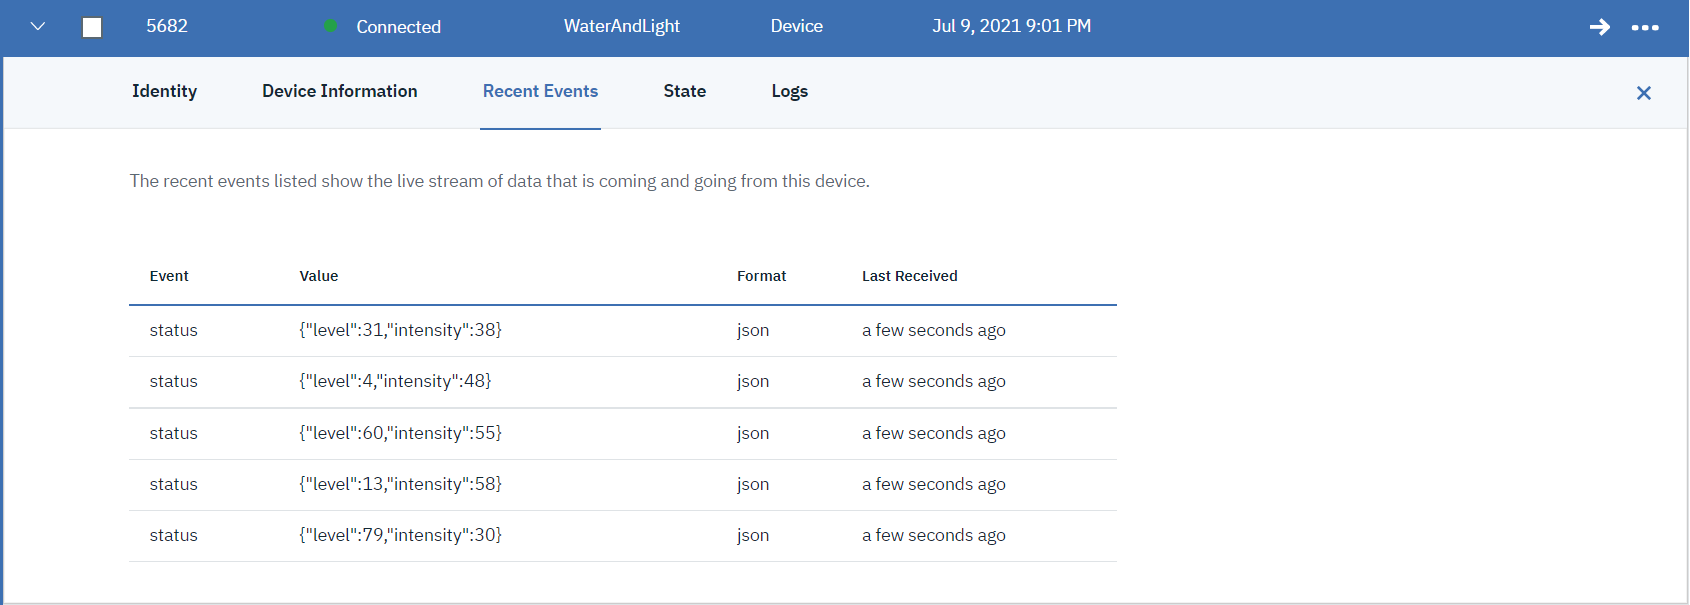 5682 Connected WaterAndLight Device Jul 9, 2021 9:01 PM
Identity Device Information Recent Events State Logs
The recent events listed show the live stream of data that is coming and going from this device.
Event Value Format Last Received
status {"level":31,"intensity":38} json a few seconds ago
status {"level":4,"intensity":48} json a few seconds ago
status {"level":60,"intensity":55} json a few seconds ago
status {"level":13,"intensity":58} json a few seconds ago
status {"level":79,"intensity":30} json a few seconds ago